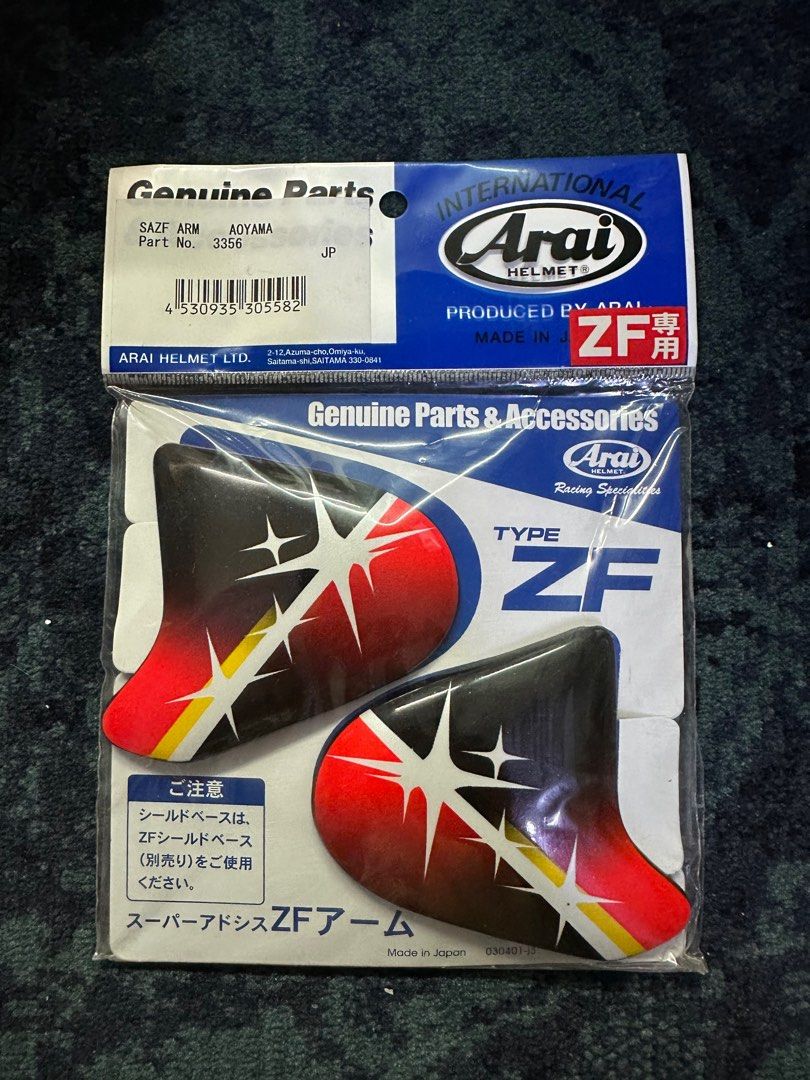 Genuine Parts
SAZF ARM AOYAMA
Part No. 3356
JP
4 530935 305582
ARAI HELMET LTD.
2-12,Azuma-cho,Omiya-ku,
Saitama-shi,SAITAMA 330-0841
INTERNATIONAL
Arai
HELMET®
PRODUCED BY ARAI
MADE IN J
ZF専用
Genuine Parts & Accessories
Arai
HELMET
Racing Specialities
TYPE
ZF
ご注意
シールドベースは、
ZFシールドベース
(別売り)をご使用
ください。
スーパーアドシスZFアーム
Made in Japan 030401-J3